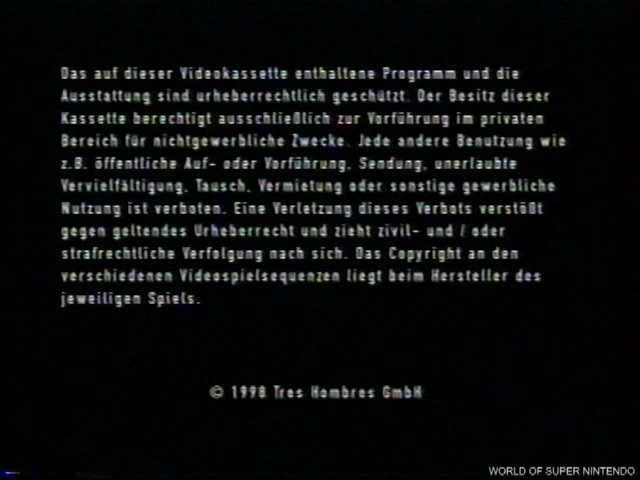 Das auf dieser Videokassette enthaltene Programm und die
Ausstattung sind urheberrechtlich geschützt. Der Besitz dieser
Kassette berechtigt ausschließlich zur Vorführung im privaten
Bereich für nichtgewerbliche Zwecke. Jede andere Benutzung wie
z.B. öffentliche Auf- oder Vorführung, Sendung, unerlaubte
Vervielfältigung, Tausch, Vermietung oder sonstige gewerbliche
Nutzung ist verboten. Eine Verletzung dieses Verbots verstößt
gegen geltendes Urheberrecht und zieht zivil- und / oder
strafrechtliche Verfolgung nach sich. Das Copyright an den
verschiedenen Videospielsequenzen liegt beim Hersteller des
jeweiligen Spiels.
© 1998 Tres Hombres GmbH
WORLD OF SUPER NINTENDO